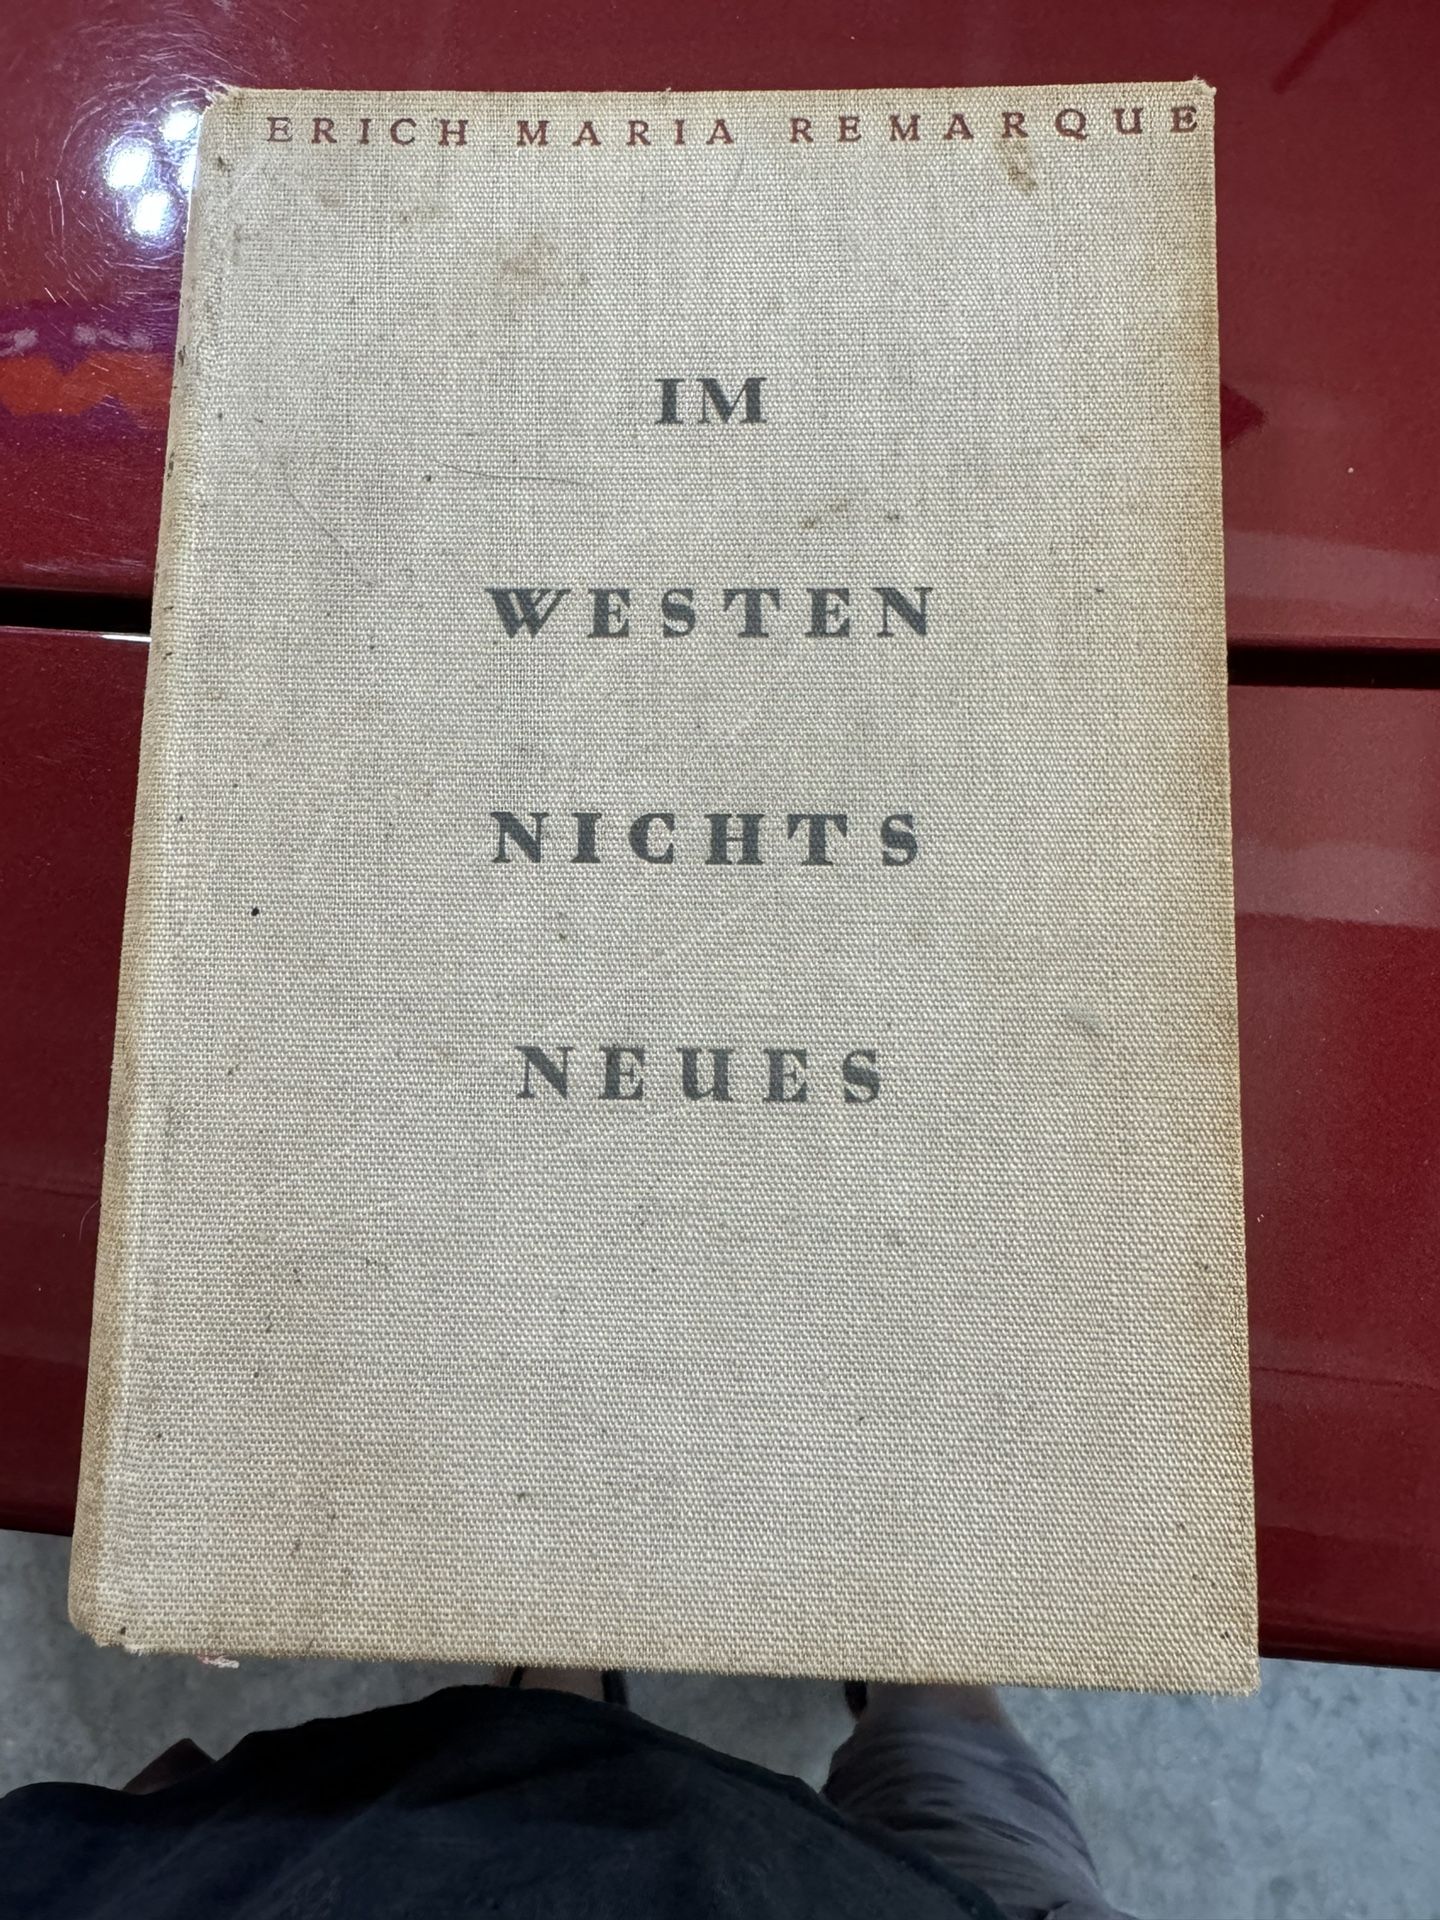 ERICH MARIA REMARQUE
IM
WESTEN
NICHTS
NEUES